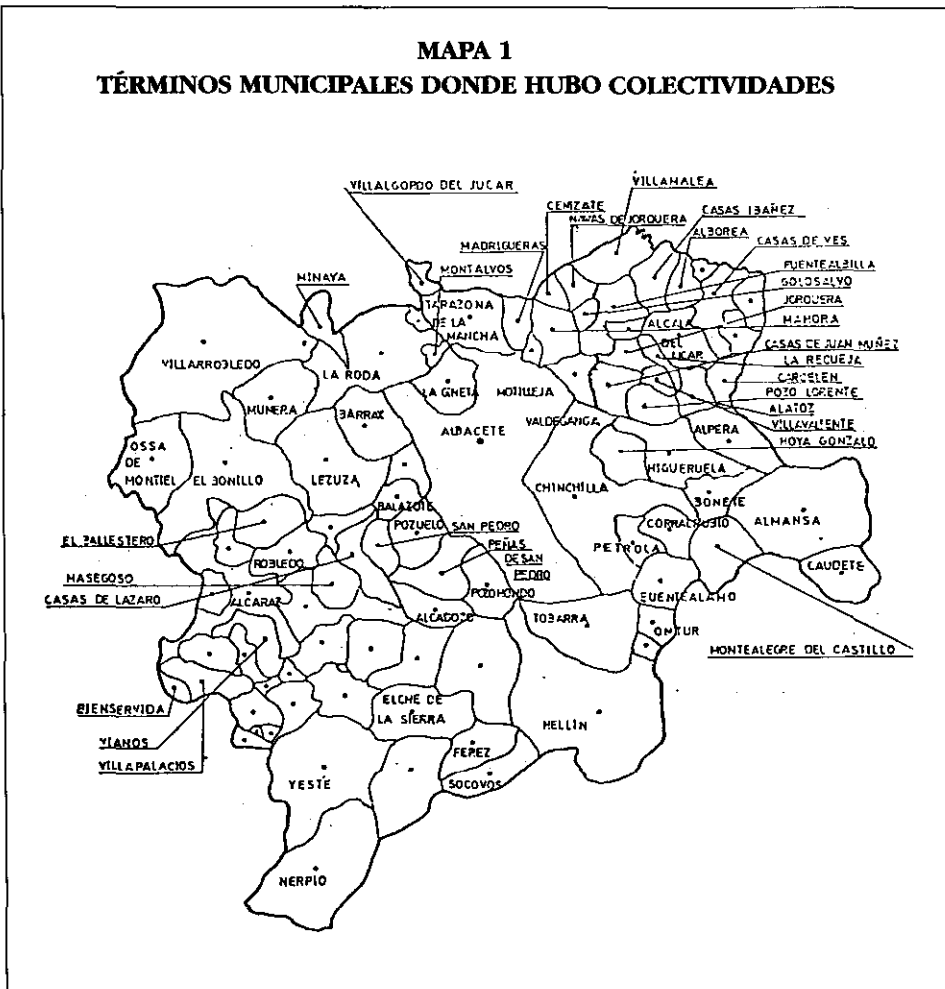 MAPA 1
TÉRMINOS MUNICIPALES DONDE HUBO COLECTIVIDADES
VILLALGORDO DEL JUCAR
VILLAMALEA
CENIZATE
CASAS IBAÑEZ
NAVAS DE JORQUERA
ALBOREA
MADRIGUERAS
CASAS DE VES
MONTALVOS
FUENTEALBILLA
MINAYA
GOLOSALVO
TARAZONA
DE LA
MANCHA
JORQUERA
ALCALA
DEL
JUCAR
MAHORA
VILLARROBLEDO
CASAS DE JUAN NUÑEZ
LA RODA
LA RECUEJA
LA GINETA
MOTILLEJA
CARCELEN
MUNERA
POZO LORENTE
BARRAX
ALATOZ
VALDEGANGA
VILLAVALIENTE
ALBACETE
ALPERA
HOYA GONZALO
OSSA
DE
MONTIEL
EL BONILLO
LEZUZA
HIGUERUELA
CHINCHILLA
BONETE
BALAZOTE
CORRALRUBIO
ALMANSA
POZUELO
SAN PEDRO
EL BALLESTERO
PEÑAS
DE SAN
PEDRO
PETROLA
ROBLEDO
CAUDETE
MASEGOSO
POZOHONDO
CASAS DE LAZARO
ALCARAZ
FUENTEALAMO
ALCADOZO
TOBARRA
ONTUR
MONTEALEGRE DEL CASTILLO
BIENSERVIDA
ELCHE DE
LA SIERRA
HELLIN
VIANOS
VILLAPALACIOS
FEREZ
YESTE
SOCOVOS
NERPIO